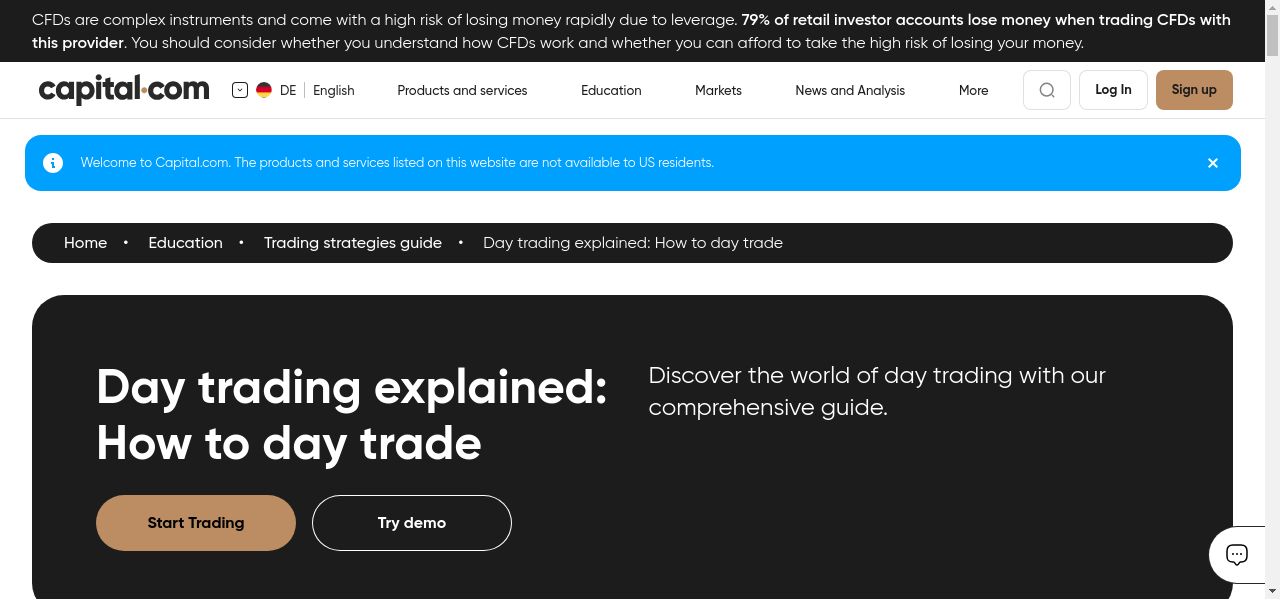 CFDs are complex instruments and come with a high risk of losing money rapidly due to leverage. 79% of retail investor accounts lose money when trading CFDs with
this provider. You should consider whether you understand how CFDs work and whether you can afford to take the high risk of losing your money.
capital.com DE English Products and services Education Markets News and Analysis More Log In Sign up
Welcome to Capital.com. The products and services listed on this website are not available to US residents.
Home • Education • Trading strategies guide • Day trading explained: How to day trade
Day trading explained:
How to day trade
Discover the world of day trading with our
comprehensive guide.
Start Trading Try demo